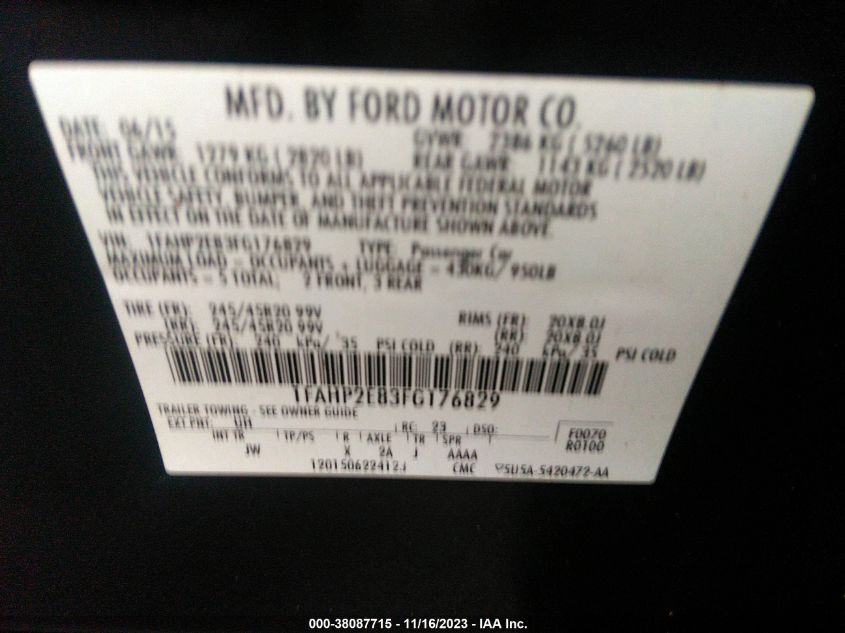 MFD. BY FORD MOTOR CO.
DATE: 06/15 GVWR: 2386 KG ( 5260 LB)
FRONT GAWR: 1279 KG ( 2820 LB) REAR GAWR: 1143 KG ( 2520 LB)
THIS VEHICLE CONFORMS TO ALL APPLICABLE FEDERAL MOTOR
VEHICLE SAFETY, BUMPER, AND THEFT PREVENTION STANDARDS
IN EFFECT ON THE DATE OF MANUFACTURE SHOWN ABOVE.
VIN: 1FAHP2E83FG176829 TYPE: Passenger Car
MAXIMUM LOAD - OCCUPANTS + LUGGAGE - 430KG/ 950LB
OCCUPANTS - 5 TOTAL, 2 FRONT, 3 REAR
TIRE (FR): 245/45R20 99V RIMS (FR): 20X8.0J
(RR): 245/45R20 99V (RR): 20X8.0J
PRESSURE (FR): 240 kPa/ 35 PSI COLD (RR): 240 kPa/ 35 PSI COLD
1FAHP2E83FG176829
TRAILER TOWING - SEE OWNER GUIDE
EXT PNT: UH RC: 23 DSO: F0070
INT TR TP/PS R AXLE TR SPR R0100
JW X 2A J AAAA
120150622412J CMC 5U5A-5420472-AA
000-38087715 - 11/16/2023 - IAA Inc.